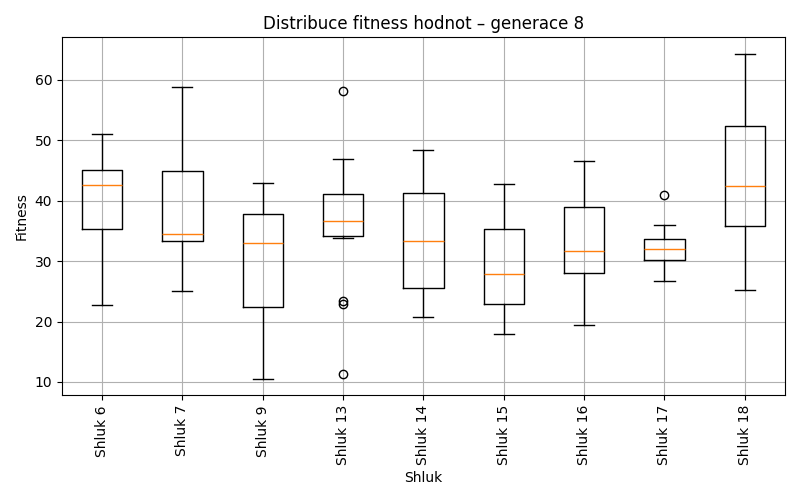 Distribuce fitness hodnot – generace 8
Fitness
60
50
40
30
20
10
Shluk 6
Shluk 7
Shluk 9
Shluk 13
Shluk 14
Shluk 15
Shluk 16
Shluk 17
Shluk 18
Shluk